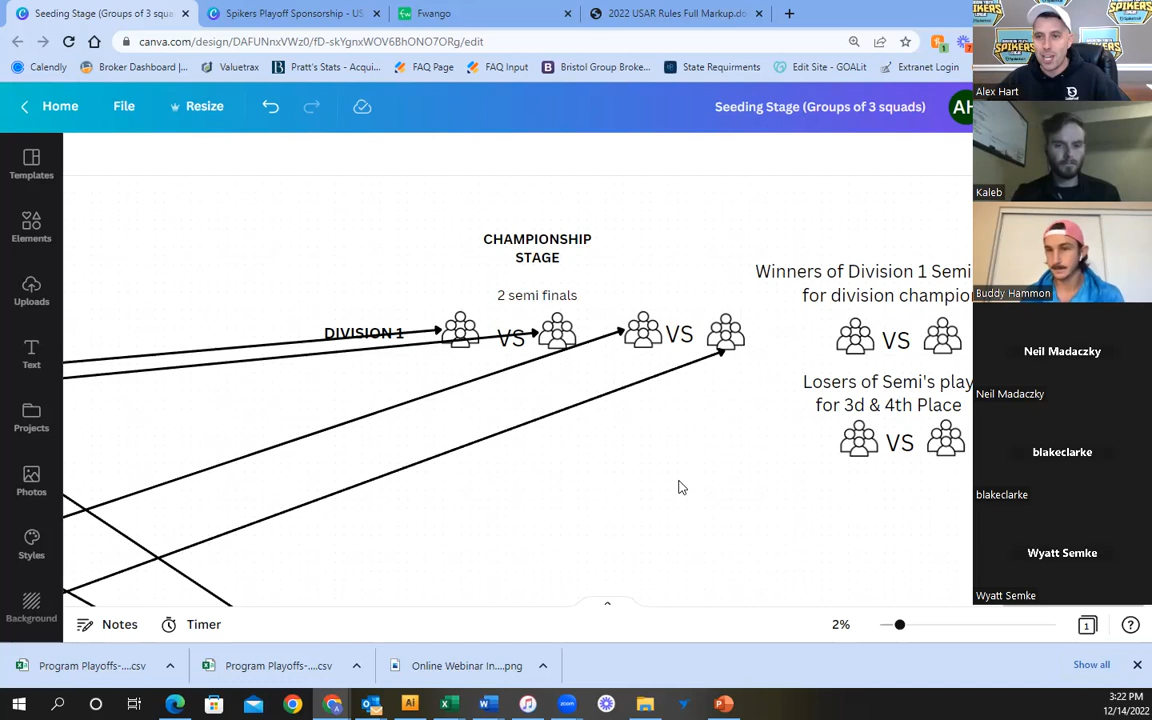 Seeding Stage (Groups of 3 squa
Spikers Playoff Sponsorship - US
Fwango
2022 USAR Rules Full Markup.do
canva.com/design/DAFUNnxVWz0/fD-skYgnxWOV6BhONO7ORg/edit
Calendly
Broker Dashboard |...
Valuetrax
Pratt's Stats - Acqui...
FAQ Page
FAQ Input
Bristol Group Broke...
State Requirments
Edit Site - GOALit
Extranet Login
Home
File
Resize
Seeding Stage (Groups of 3 squads)
AH
Templates
Elements
Uploads
Text
Projects
Photos
Styles
Background
CHAMPIONSHIP
STAGE
2 semi finals
DIVISION 1
VS
VS
Winners of Division 1 Semi
for division champio
VS
Losers of Semi's play
for 3d & 4th Place
VS
Alex Hart
Kaleb
Buddy Hammon
Neil Madaczky
Neil Madaczky
blakeclarke
blakeclarke
Wyatt Semke
Wyatt Semke
Notes
Timer
2%
1
Program Playoffs-....csv
Program Playoffs-....csv
Online Webinar In....png
Show all
3:22 PM
12/14/2022